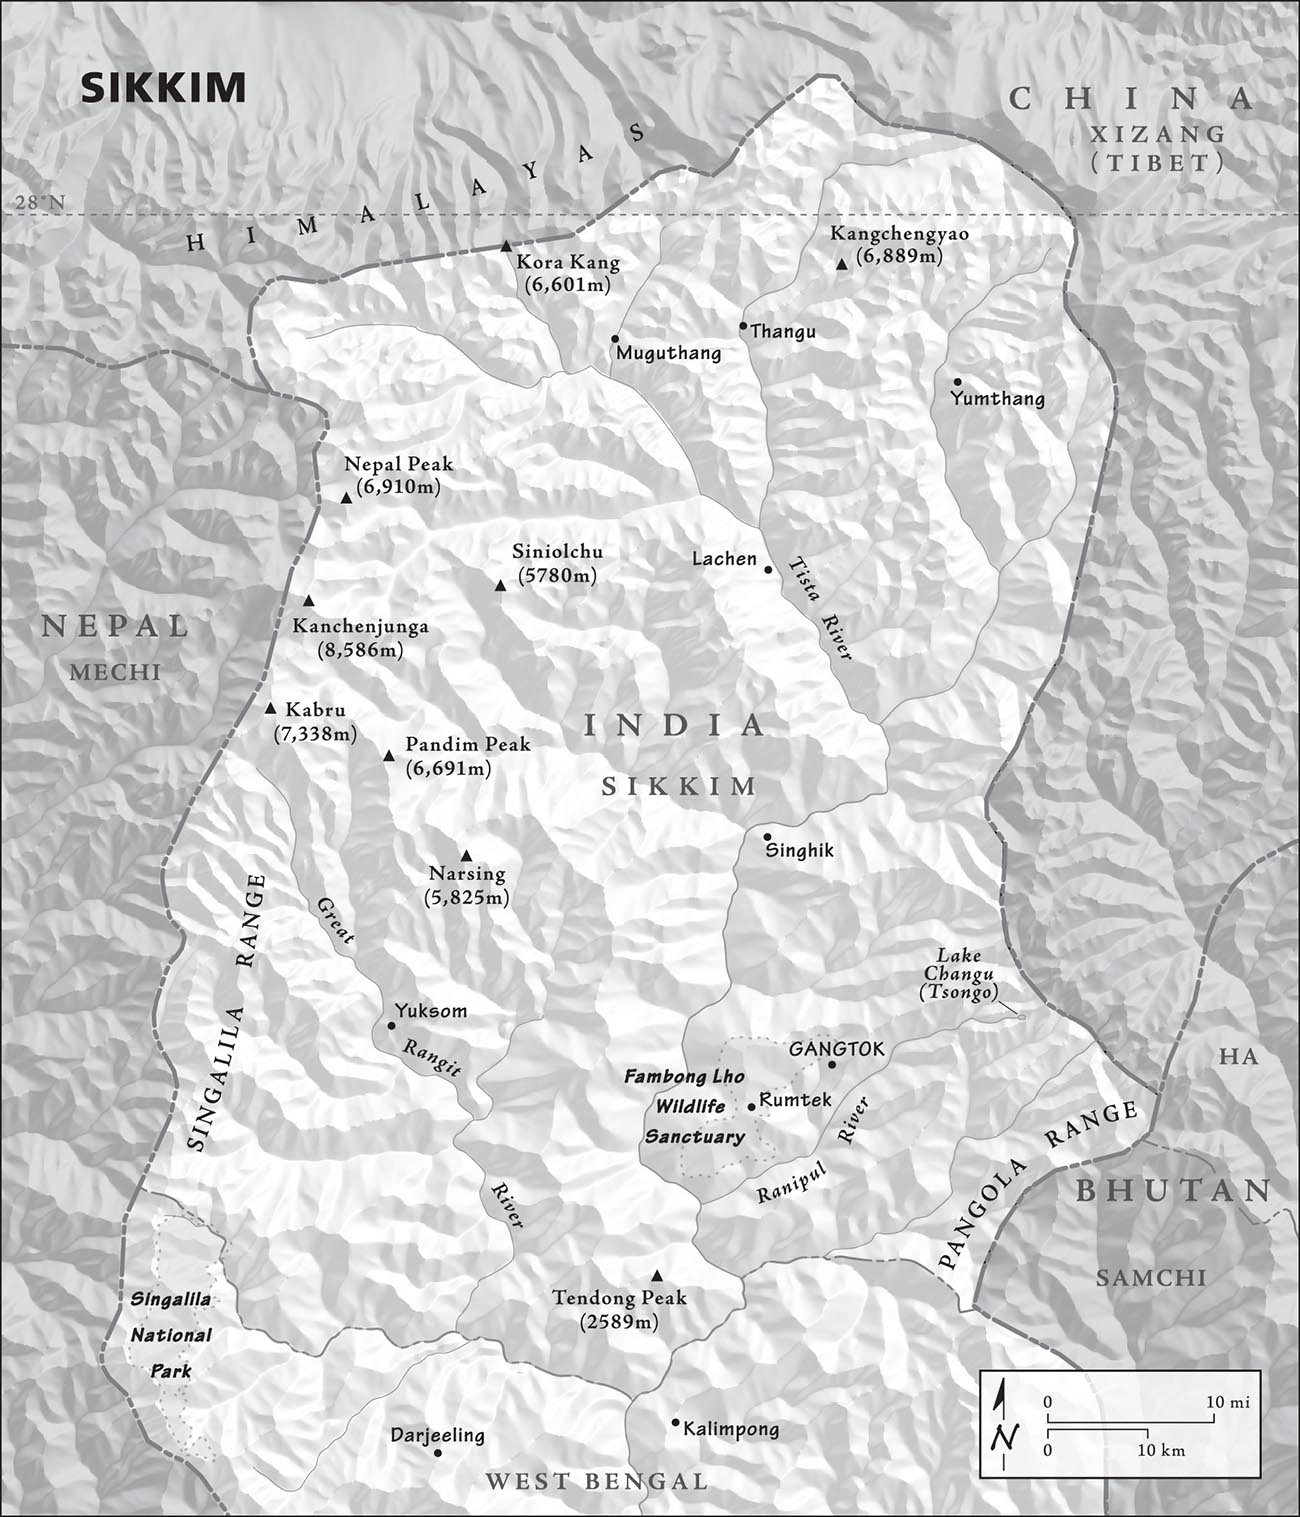 SIKKIM
CHINA
XIZANG
(TIBET)
HIMALAYAS
28°N
Kora Kang
(6,601m)
Kangchengyao
(6,889m)
Muguthang
Thangu
Yumthang
Nepal Peak
(6,910m)
Siniolchu
(5780m)
Lachen
Tista River
Kanchenjunga
(8,586m)
NEPAL
MECHI
Kabru
(7,338m)
Pandim Peak
(6,691m)
INDIA
SIKKIM
Singhik
Narsing
(5,825m)
SINGALILA RANGE
Great
Rangit
River
Yuksom
Lake
Changu
(Tsongo)
GANGTOK
Fambong Lho
Wildlife
Sanctuary
Rumtek
Ranipul River
HA
PANGOLA RANGE
BHUTAN
SAMCHI
Tendong Peak
(2589m)
Singalila
National
Park
Darjeeling
Kalimpong
WEST BENGAL
N
0 10 mi
0 10 km